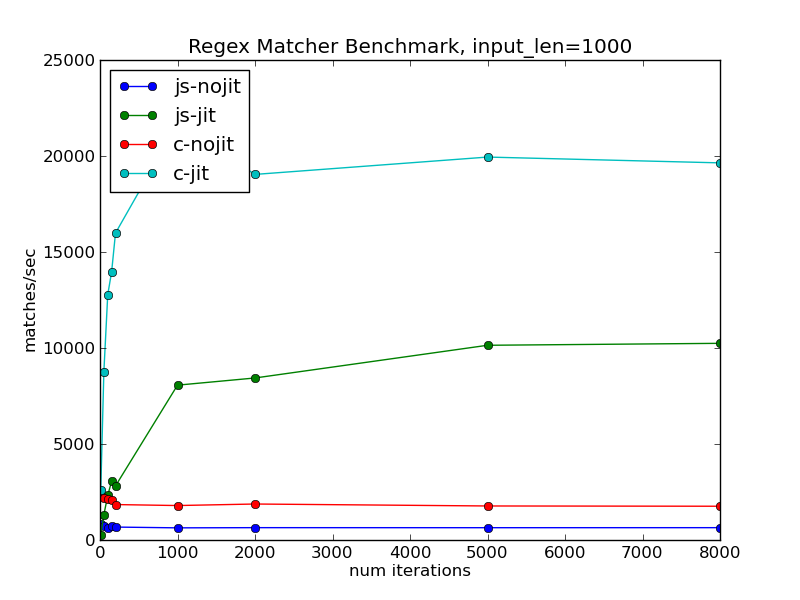 Regex Matcher Benchmark, input_len=1000
25000
20000
15000
10000
5000
0
matches/sec
js-nojit
js-jit
c-nojit
c-jit
0 1000 2000 3000 4000 5000 6000 7000 8000
num iterations